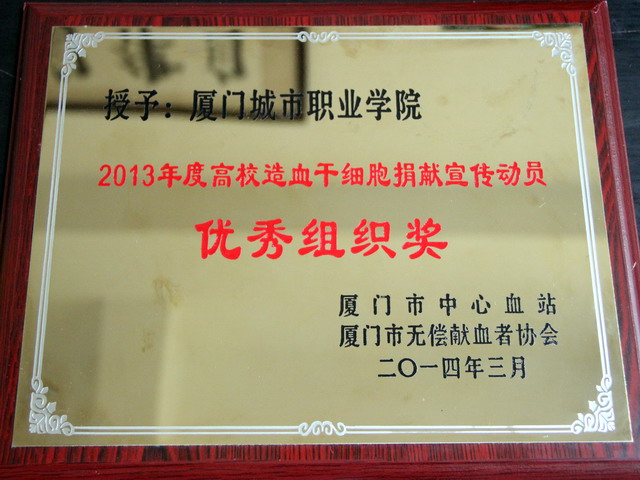 授予：厦门城市职业学院
2013年度高校造血干细胞捐献宣传动员
优秀组织奖
厦门市中心血站
厦门市无偿献血者协会
二〇一四年三月